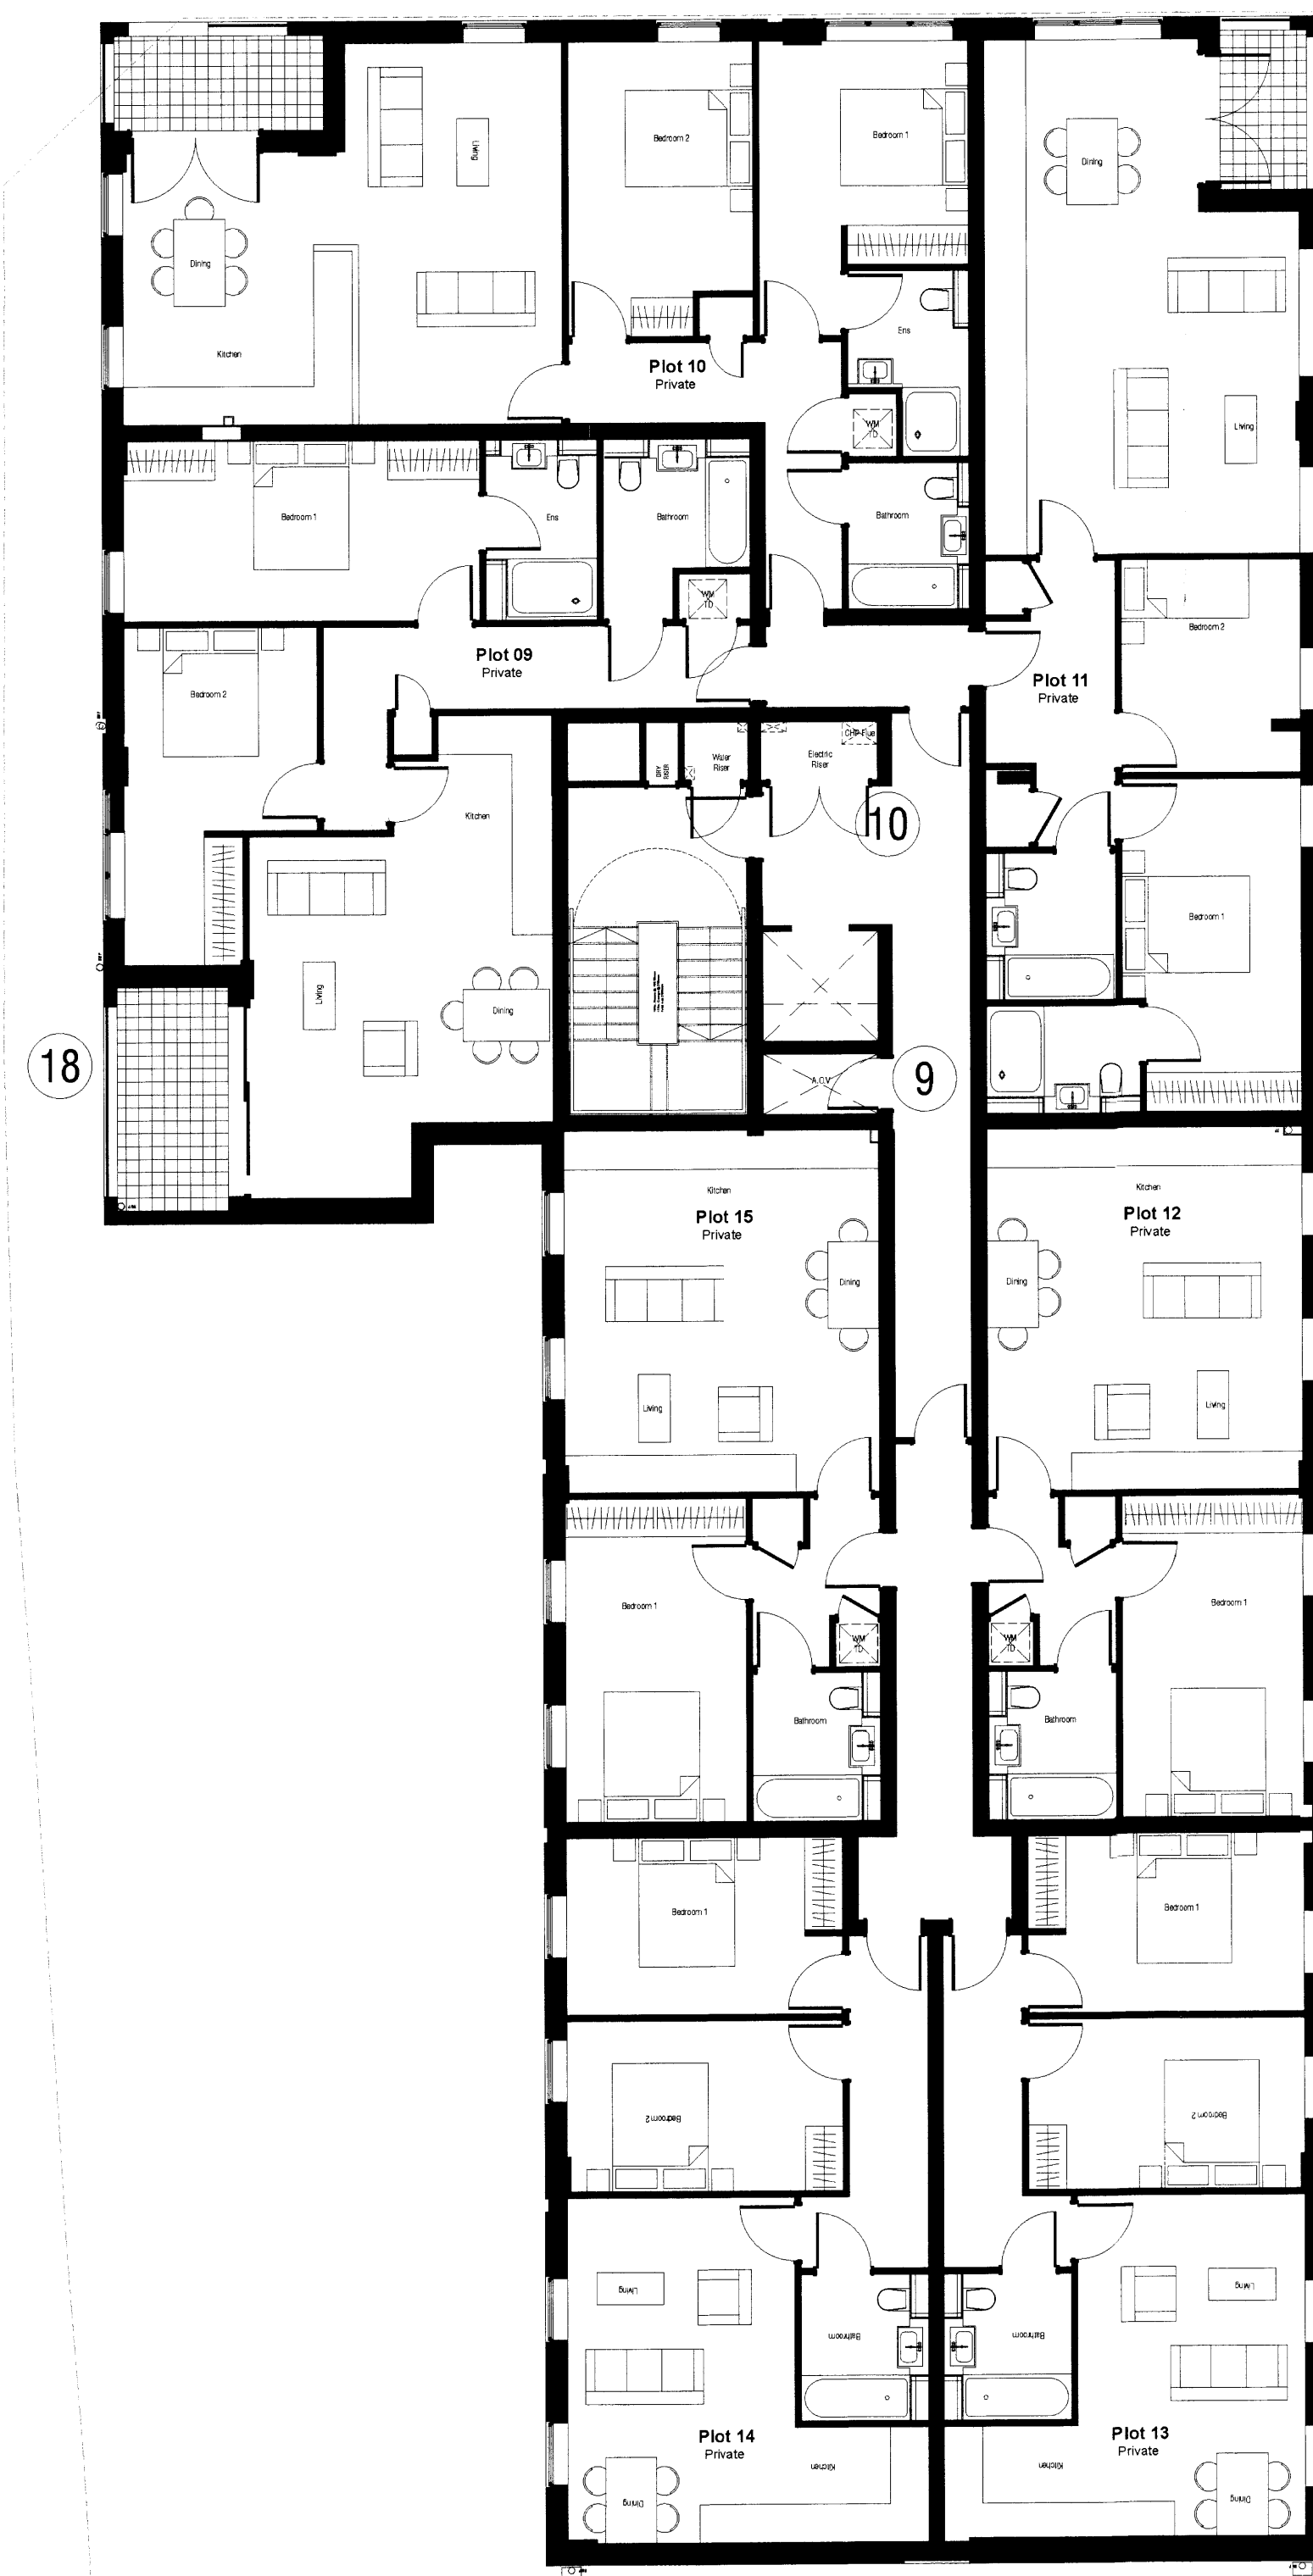 Bedroom 2
Bedroom 1
Dining
Living
Dining
Kitchen
Ens
Plot 10
Private
WM
TD
Living
Bedroom 1
Ens
Bathroom
Bathroom
WM
TD
Bedroom 2
Plot 09
Private
Plot 11
Private
Bedroom 2
DRY
RISER
Water
Riser
Electric
Riser
CHP Flue
10
Kitchen
Bedroom 1
Living
Dining
18
A.O.V
9
Kitchen
Plot 15
Private
Kitchen
Plot 12
Private
Dining
Dining
Living
Living
Bedroom 1
Bedroom 1
WM
TD
WM
TD
Bathroom
Bathroom
Bedroom 1
Bedroom 1
Bedroom 2
Bedroom 2
Living
Living
Bathroom
Bathroom
Plot 14
Private
Plot 13
Private
Kitchen
Kitchen
Dining
Dining